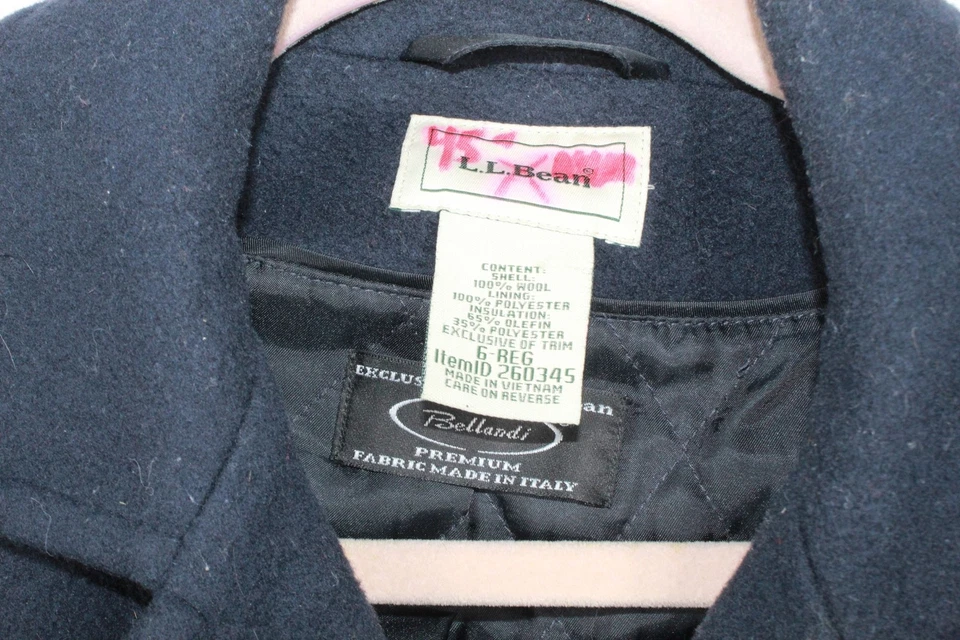 L.L.Bean
CONTENT:
SHELL:
100% WOOL
LINING:
100% POLYESTER
INSULATION:
65% OLEFIN
35% POLYESTER
EXCLUSIVE OF TRIM
6-REG
ItemID 260345
MADE IN VIETNAM
CARE ON REVERSE
Bellandi
PREMIUM
FABRIC MADE IN ITALY